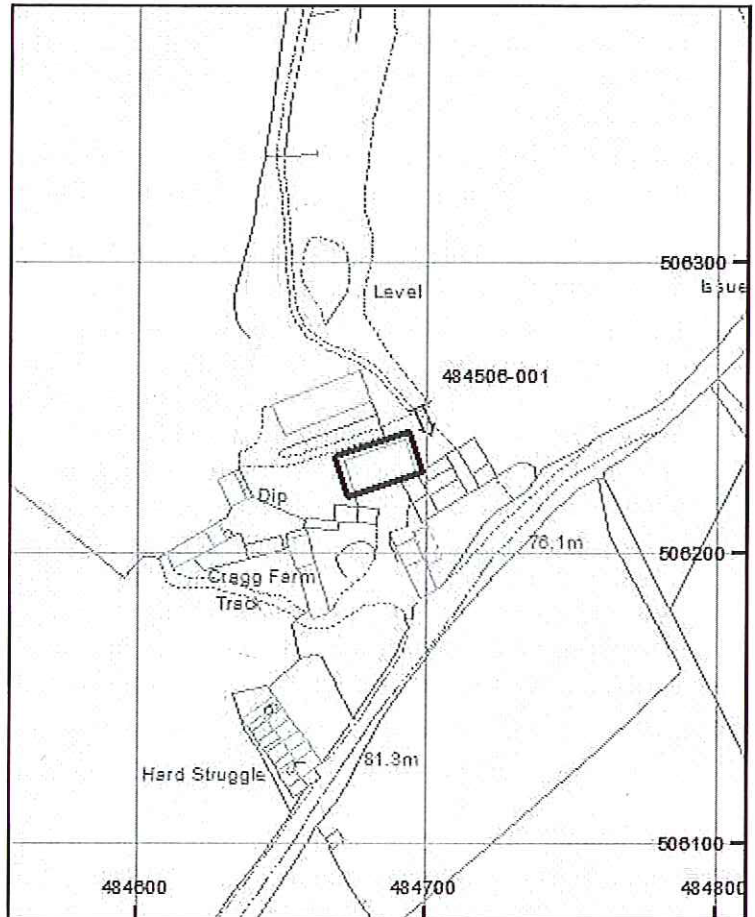 506300
Issue
Level
484506-001
Dip
76.1m
506200
Cragg Farm
Track
81.3m
Hard Struggle
506100
484600
484700
484800